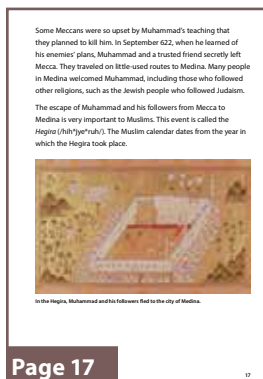 Some Meccans were so upset by Muhammad's teaching that
they planned to kill him. In September 622, when he learned of
his enemies' plans, Muhammad and a trusted friend secretly left
Mecca. They traveled on little-used routes to Medina. Many people
in Medina welcomed Muhammad, including those who followed
other religions, such as the Jewish people who followed Judaism.
The escape of Muhammad and his followers from Mecca to
Medina is very important to Muslims. This event is called the
Hegira (/hih*jye*ruh/). The Muslim calendar dates from the year in
which the Hegira took place.
In the Hegira, Muhammad and his followers fled to the city of Medina.
Page 17
17